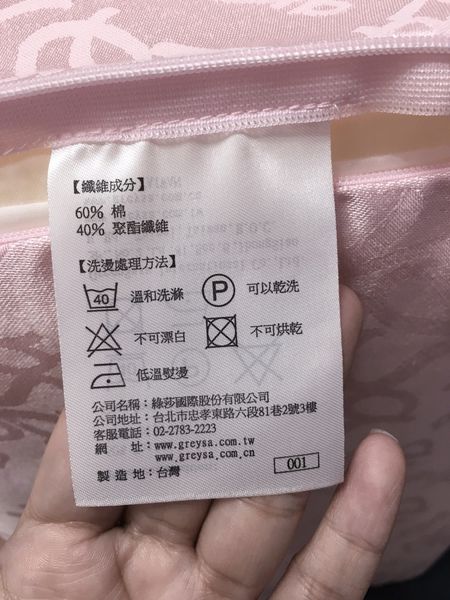 【纖維成分】
60% 棉
40% 聚酯纖維
【洗燙處理方法】
40 溫和洗滌 P 可以乾洗
不可漂白 不可烘乾
低溫熨燙
公司名稱：綠莎國際股份有限公司
公司地址：台北市忠孝東路六段81巷2號3樓
客服電話：02-2783-2223
網 址：www.greysa.com.tw
www.greysa.com.cn
製造地：台灣
001